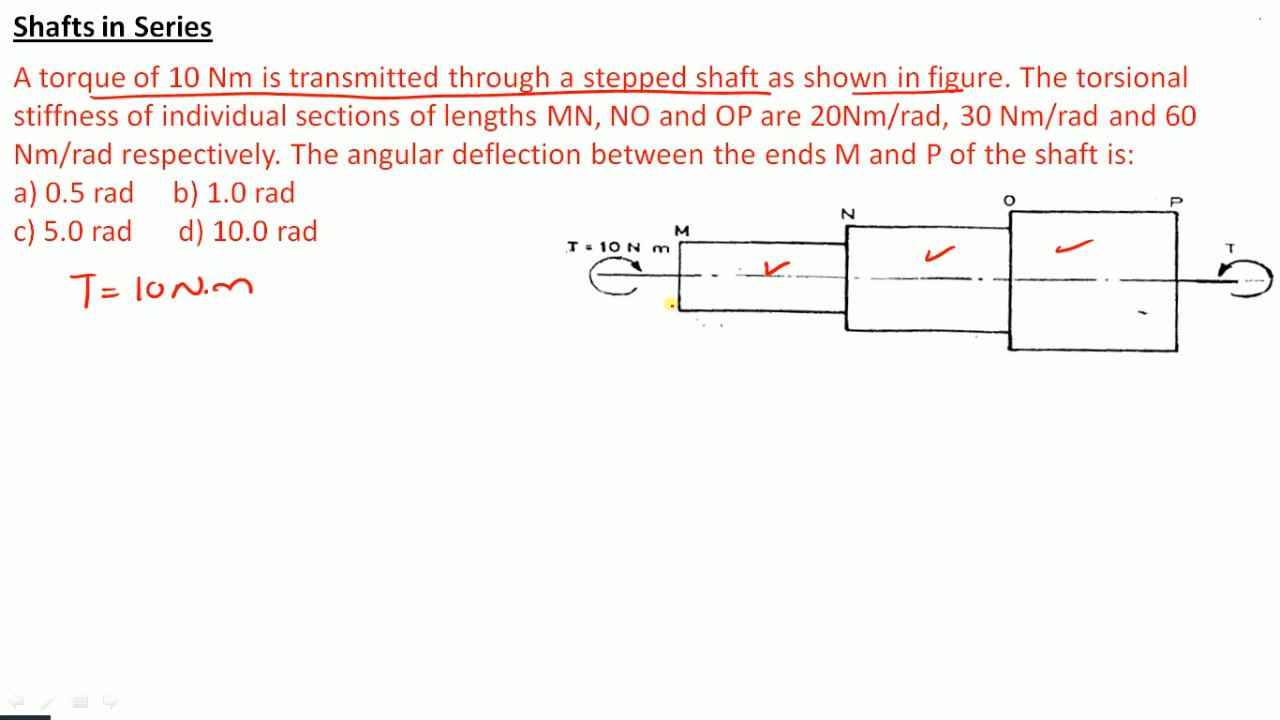 Shafts in Series
A torque of 10 Nm is transmitted through a stepped shaft as shown in figure. The torsional
stiffness of individual sections of lengths MN, NO and OP are 20Nm/rad, 30 Nm/rad and 60
Nm/rad respectively. The angular deflection between the ends M and P of the shaft is:
a) 0.5 rad b) 1.0 rad
c) 5.0 rad d) 10.0 rad
O P
N
M
T = 10 N m
T
T = 10 N.m